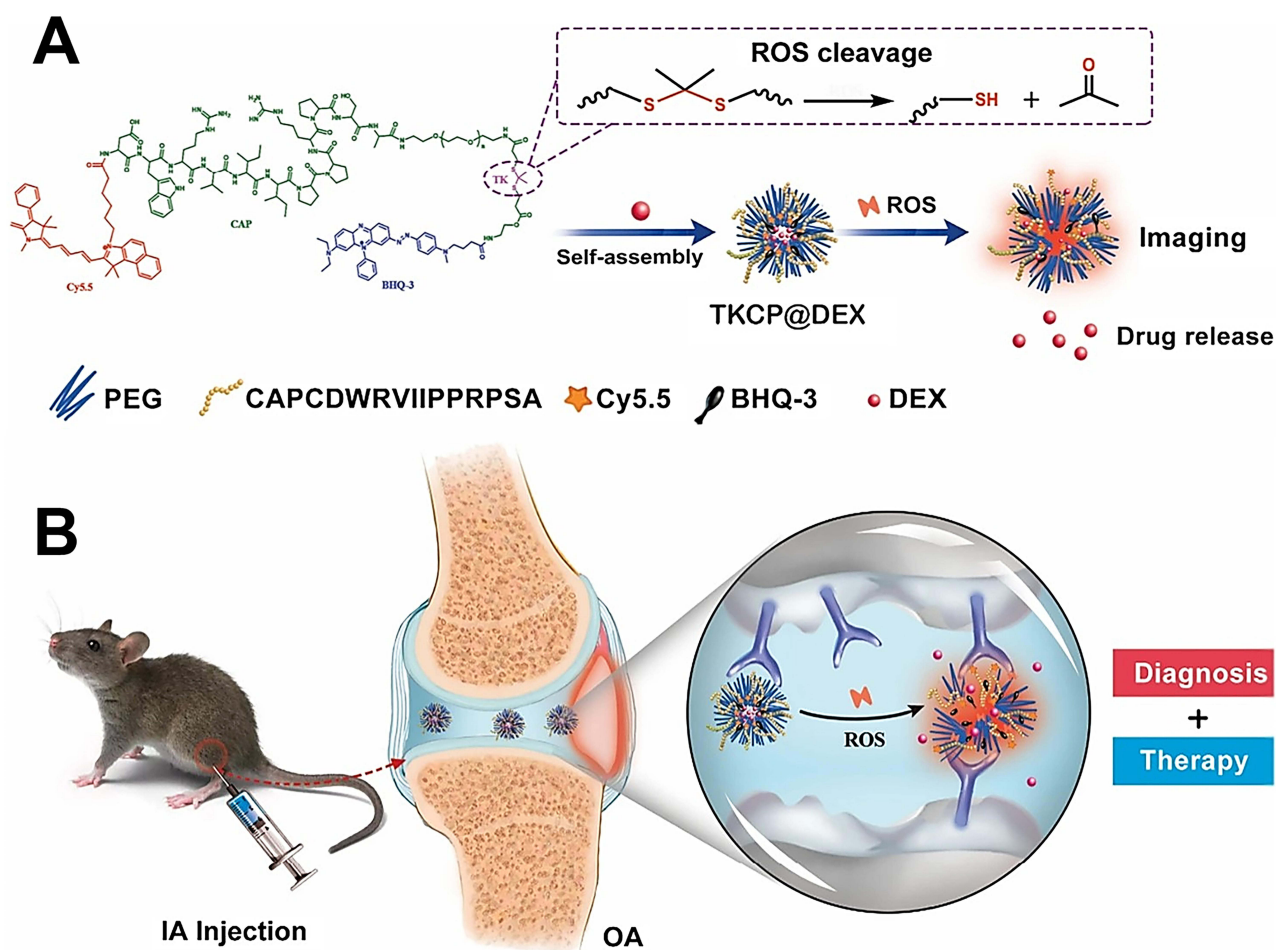 A
ROS cleavage
S
S
SH
+
O
CAP
TK
Cy5.5
BHQ-3
Self-assembly
ROS
TKCP@DEX
Imaging
Drug release
PEG
CAPCDWRVIIPPRPSA
Cy5.5
BHQ-3
DEX
B
ROS
Diagnosis
+
Therapy
IA Injection
OA